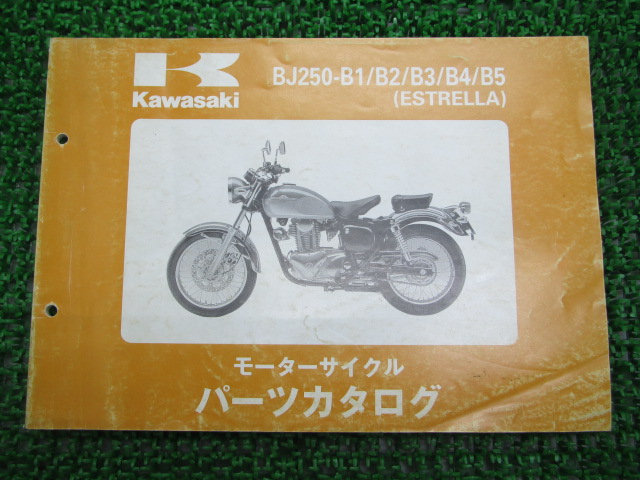 Kawasaki
BJ250-B1/B2/B3/B4/B5
(ESTRELLA)
モーターサイクル
パーツカタログ